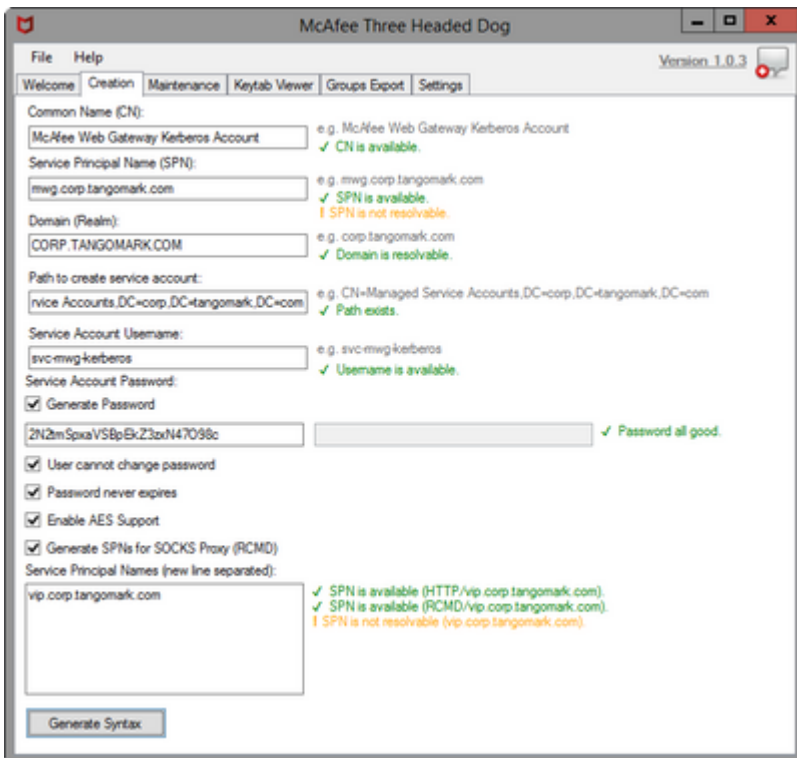 McAfee Three Headed Dog
File Help
Version 1.0.3
Welcome Creation Maintenance Keytab Viewer Groups Export Settings
Common Name (CN):
McAfee Web Gateway Kerberos Account
e.g. McAfee Web Gateway Kerberos Account
✓ CN is available.
Service Principal Name (SPN):
mwg.corp.tangomark.com
e.g. mwg.corp.tangomark.com
✓ SPN is available.
! SPN is not resolvable.
Domain (Realm):
CORP.TANGOMARK.COM
e.g. corp.tangomark.com
✓ Domain is resolvable.
Path to create service account:
rvice Accounts,DC=corp,DC=tangomark,DC=com
e.g. CN=Managed Service Accounts,DC=corp,DC=tangomark,DC=com
✓ Path exists.
Service Account Username:
svc-mwg-kerberos
e.g. svc-mwg-kerberos
✓ Username is available.
Service Account Password:
Generate Password
✓ Password all good.
User cannot change password
Password never expires
Enable AES Support
Generate SPNs for SOCKS Proxy (RCMD)
Service Principal Names (new line separated):
vip.corp.tangomark.com
✓ SPN is available (HTTP/vip.corp.tangomark.com).
✓ SPN is available (RCMD/vip.corp.tangomark.com).
! SPN is not resolvable (vip.corp.tangomark.com).
Generate Syntax